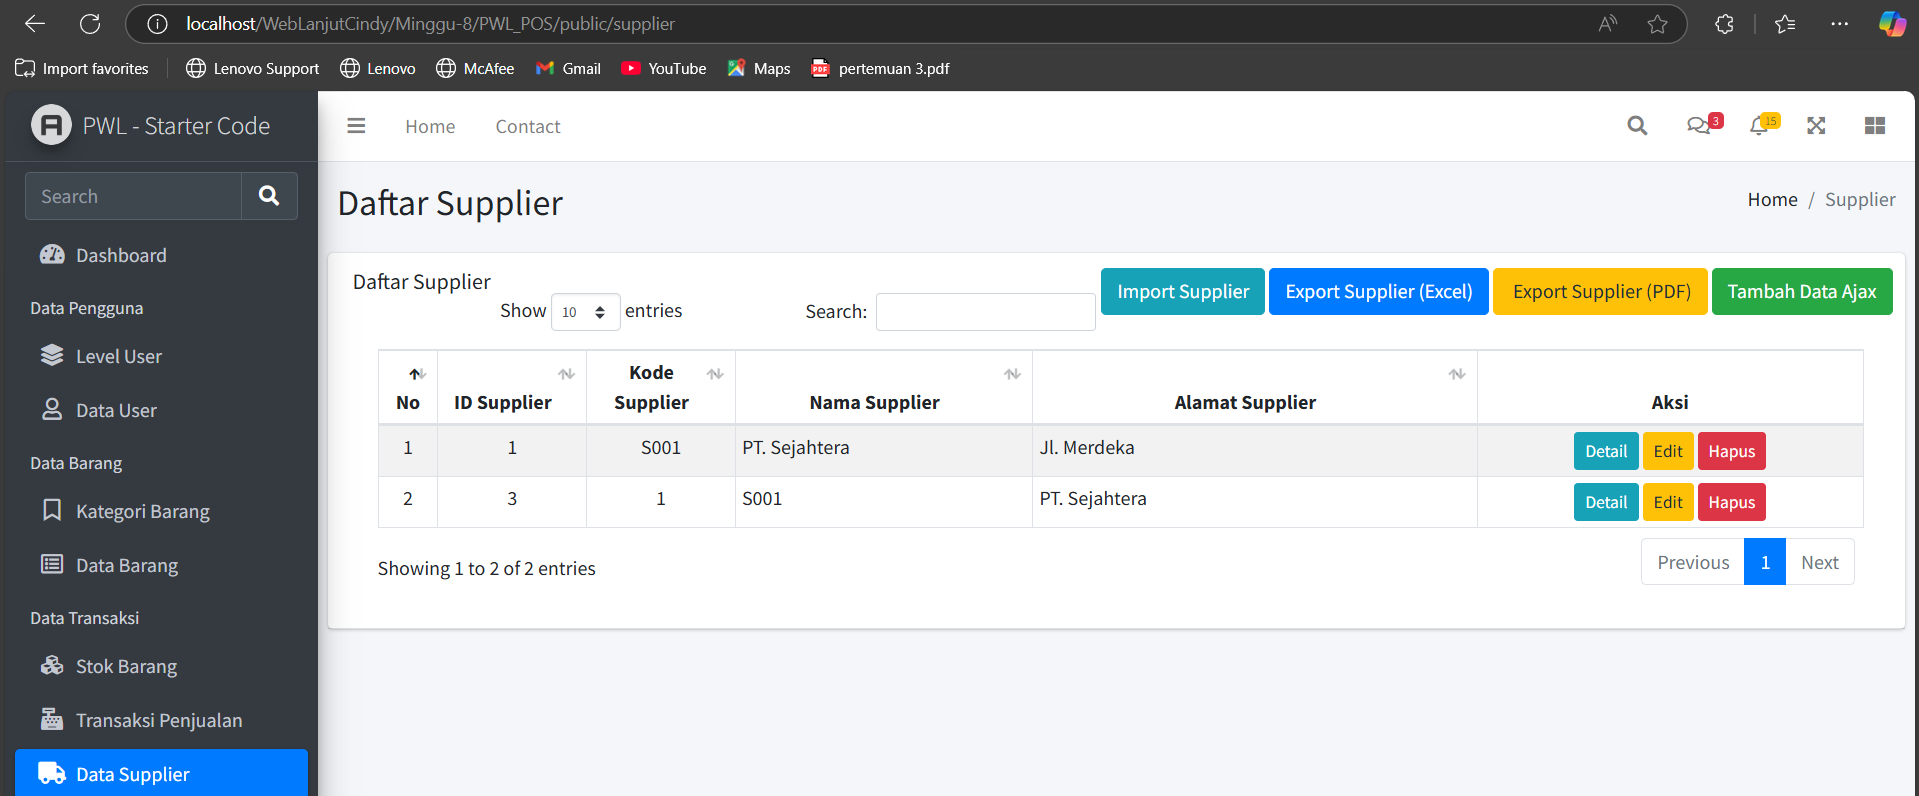 localhost/WebLanjutCindy/Minggu-8/PWL_POS/public/supplier
Import favorites Lenovo Support Lenovo McAfee Gmail YouTube Maps PDF pertemuan 3.pdf
PWL - Starter Code
Home Contact 3 15
Search
Daftar Supplier
Home / Supplier
Dashboard
Data Pengguna
Level User
Data User
Data Barang
Kategori Barang
Data Barang
Data Transaksi
Stok Barang
Transaksi Penjualan
Data Supplier
Daftar Supplier
Import Supplier Export Supplier (Excel) Export Supplier (PDF) Tambah Data Ajax
Show 10 entries Search:
No ID Supplier Kode Supplier Nama Supplier Alamat Supplier Aksi
1 1 S001 PT. Sejahtera Jl. Merdeka Detail Edit Hapus
2 3 1 S001 PT. Sejahtera Detail Edit Hapus
Showing 1 to 2 of 2 entries
Previous 1 Next